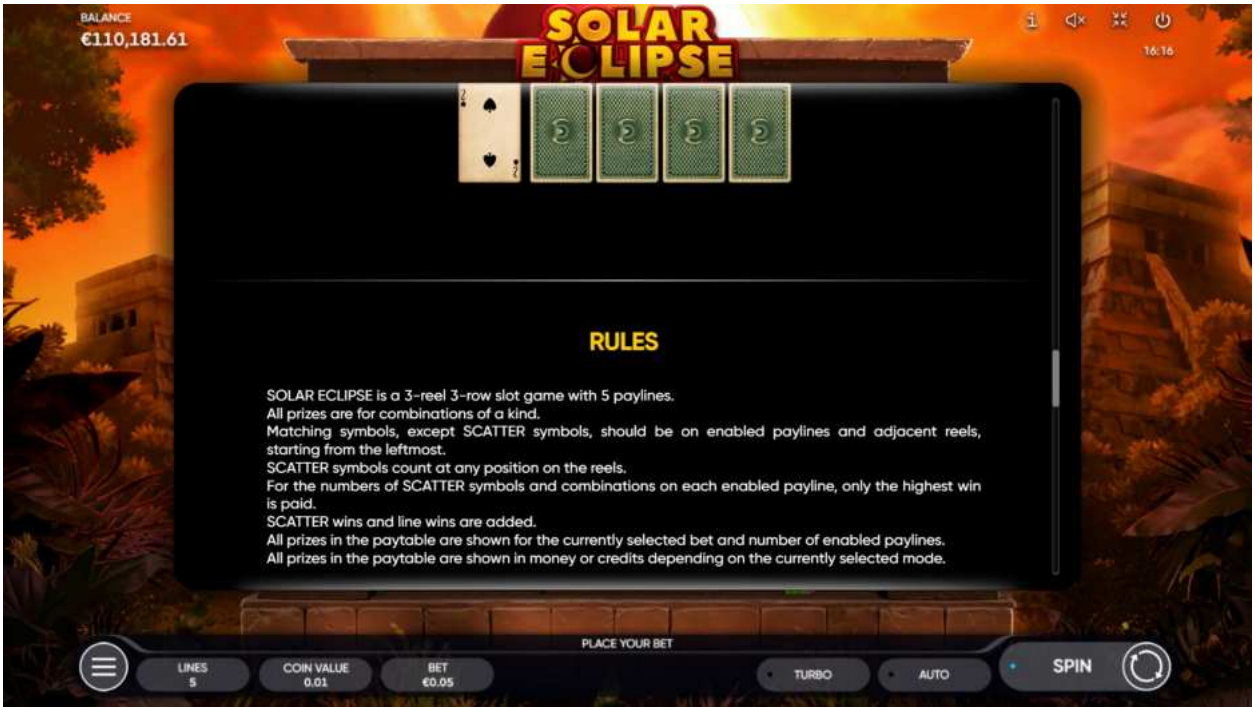 BALANCE
€110,181.61
SOLAR
ECLIPSE
16:16
2
2
RULES
SOLAR ECLIPSE is a 3-reel 3-row slot game with 5 paylines.
All prizes are for combinations of a kind.
Matching symbols, except SCATTER symbols, should be on enabled paylines and adjacent reels,
starting from the leftmost.
SCATTER symbols count at any position on the reels.
For the numbers of SCATTER symbols and combinations on each enabled payline, only the highest win
is paid.
SCATTER wins and line wins are added.
All prizes in the paytable are shown for the currently selected bet and number of enabled paylines.
All prizes in the paytable are shown in money or credits depending on the currently selected mode.
PLACE YOUR BET
LINES
5
COIN VALUE
0.01
BET
€0.05
TURBO
AUTO
SPIN